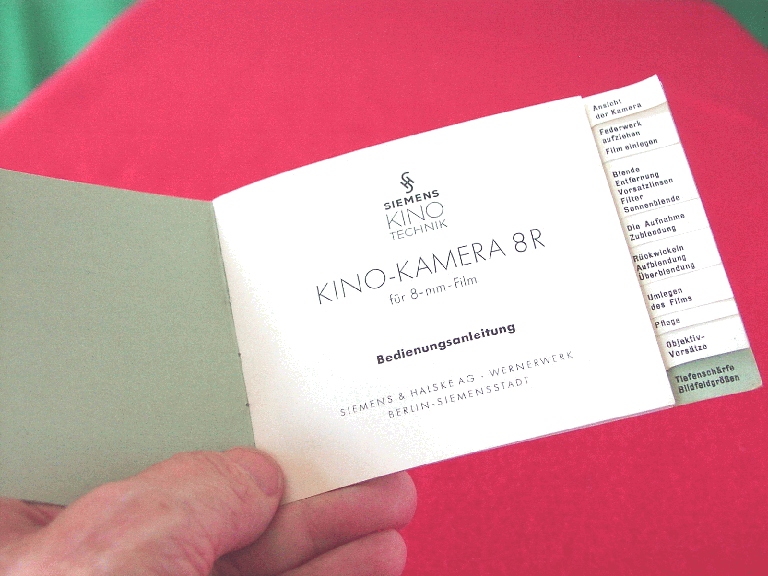 SIEMENS
KINO
TECHNIK
KINO-KAMERA 8R
für 8-mm-Film
Bedienungsanleitung
SIEMENS & HALSKE AG · WERNERWERK
BERLIN-SIEMENSSTADT
Ansicht
der Kamera
Federwerk
aufziehen
Film einlegen
Blende
Entfernung
Vorsatzlinsen
Filter
Sonnenblende
Die Aufnahme
Zublendung
Rückwickeln
Aufblendung
Überblendung
Umlegen
des Films
Pflege
Objektiv-
Vorsätze
Tiefenschärfe
Bildfeldgrößen